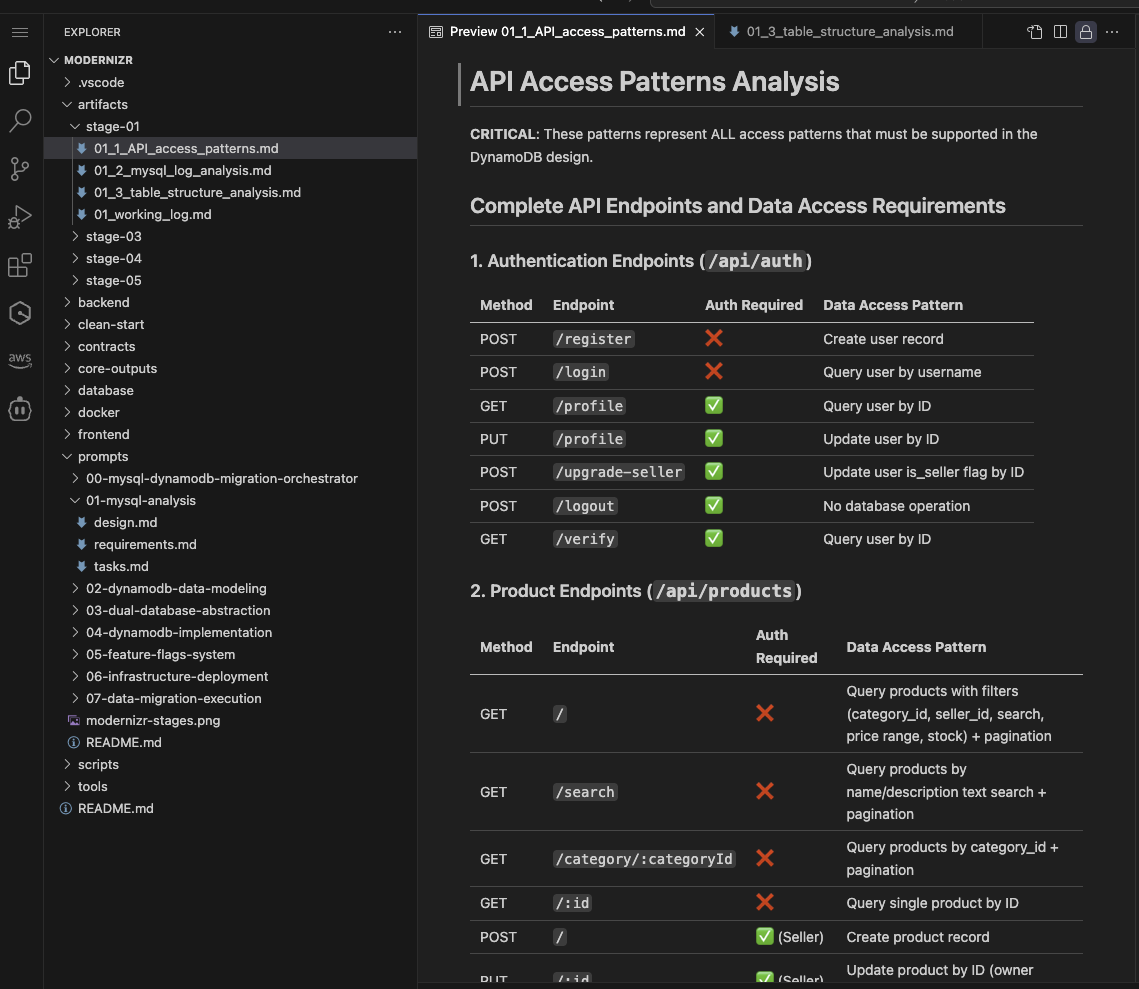 EXPLORER
MODERNIZR
.vscode
artifacts
stage-01
01_1_API_access_patterns.md
01_2_mysql_log_analysis.md
01_3_table_structure_analysis.md
01_working_log.md
stage-03
stage-04
stage-05
backend
clean-start
contracts
core-outputs
database
docker
frontend
prompts
00-mysql-dynamodb-migration-orchestrator
01-mysql-analysis
design.md
requirements.md
tasks.md
02-dynamodb-data-modeling
03-dual-database-abstraction
04-dynamodb-implementation
05-feature-flags-system
06-infrastructure-deployment
07-data-migration-execution
modernizr-stages.png
README.md
scripts
tools
README.md
aws
Preview 01_1_API_access_patterns.md
01_3_table_structure_analysis.md
API Access Patterns Analysis
CRITICAL: These patterns represent ALL access patterns that must be supported in the
DynamoDB design.
Complete API Endpoints and Data Access Requirements
1. Authentication Endpoints (/api/auth)
Method Endpoint Auth Required Data Access Pattern
POST /register ❌ Create user record
POST /login ❌ Query user by username
GET /profile ✅ Query user by ID
PUT /profile ✅ Update user by ID
POST /upgrade-seller ✅ Update user is_seller flag by ID
POST /logout ✅ No database operation
GET /verify ✅ Query user by ID
2. Product Endpoints (/api/products)
Method Endpoint Auth Required Data Access Pattern
GET / ❌ Query products with filters
(category_id, seller_id, search,
price range, stock) + pagination
GET /search ❌ Query products by
name/description text search +
pagination
GET /category/:categoryId ❌ Query products by category_id +
pagination
GET /:id ❌ Query single product by ID
POST / ✅ (Seller) Create product record
PUT /:id ✅ (Seller) Update product by ID (owner